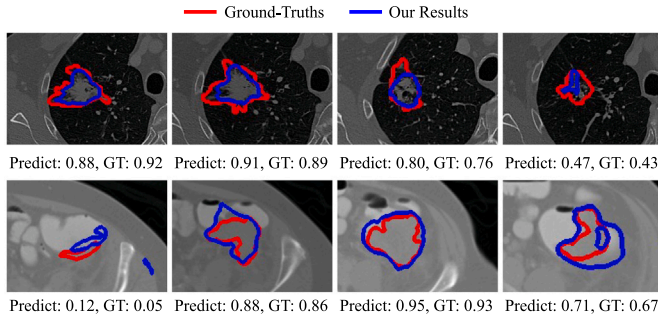 Ground-Truths Our Results
Predict: 0.88, GT: 0.92 Predict: 0.91, GT: 0.89 Predict: 0.80, GT: 0.76 Predict: 0.47, GT: 0.43
Predict: 0.12, GT: 0.05 Predict: 0.88, GT: 0.86 Predict: 0.95, GT: 0.93 Predict: 0.71, GT: 0.67